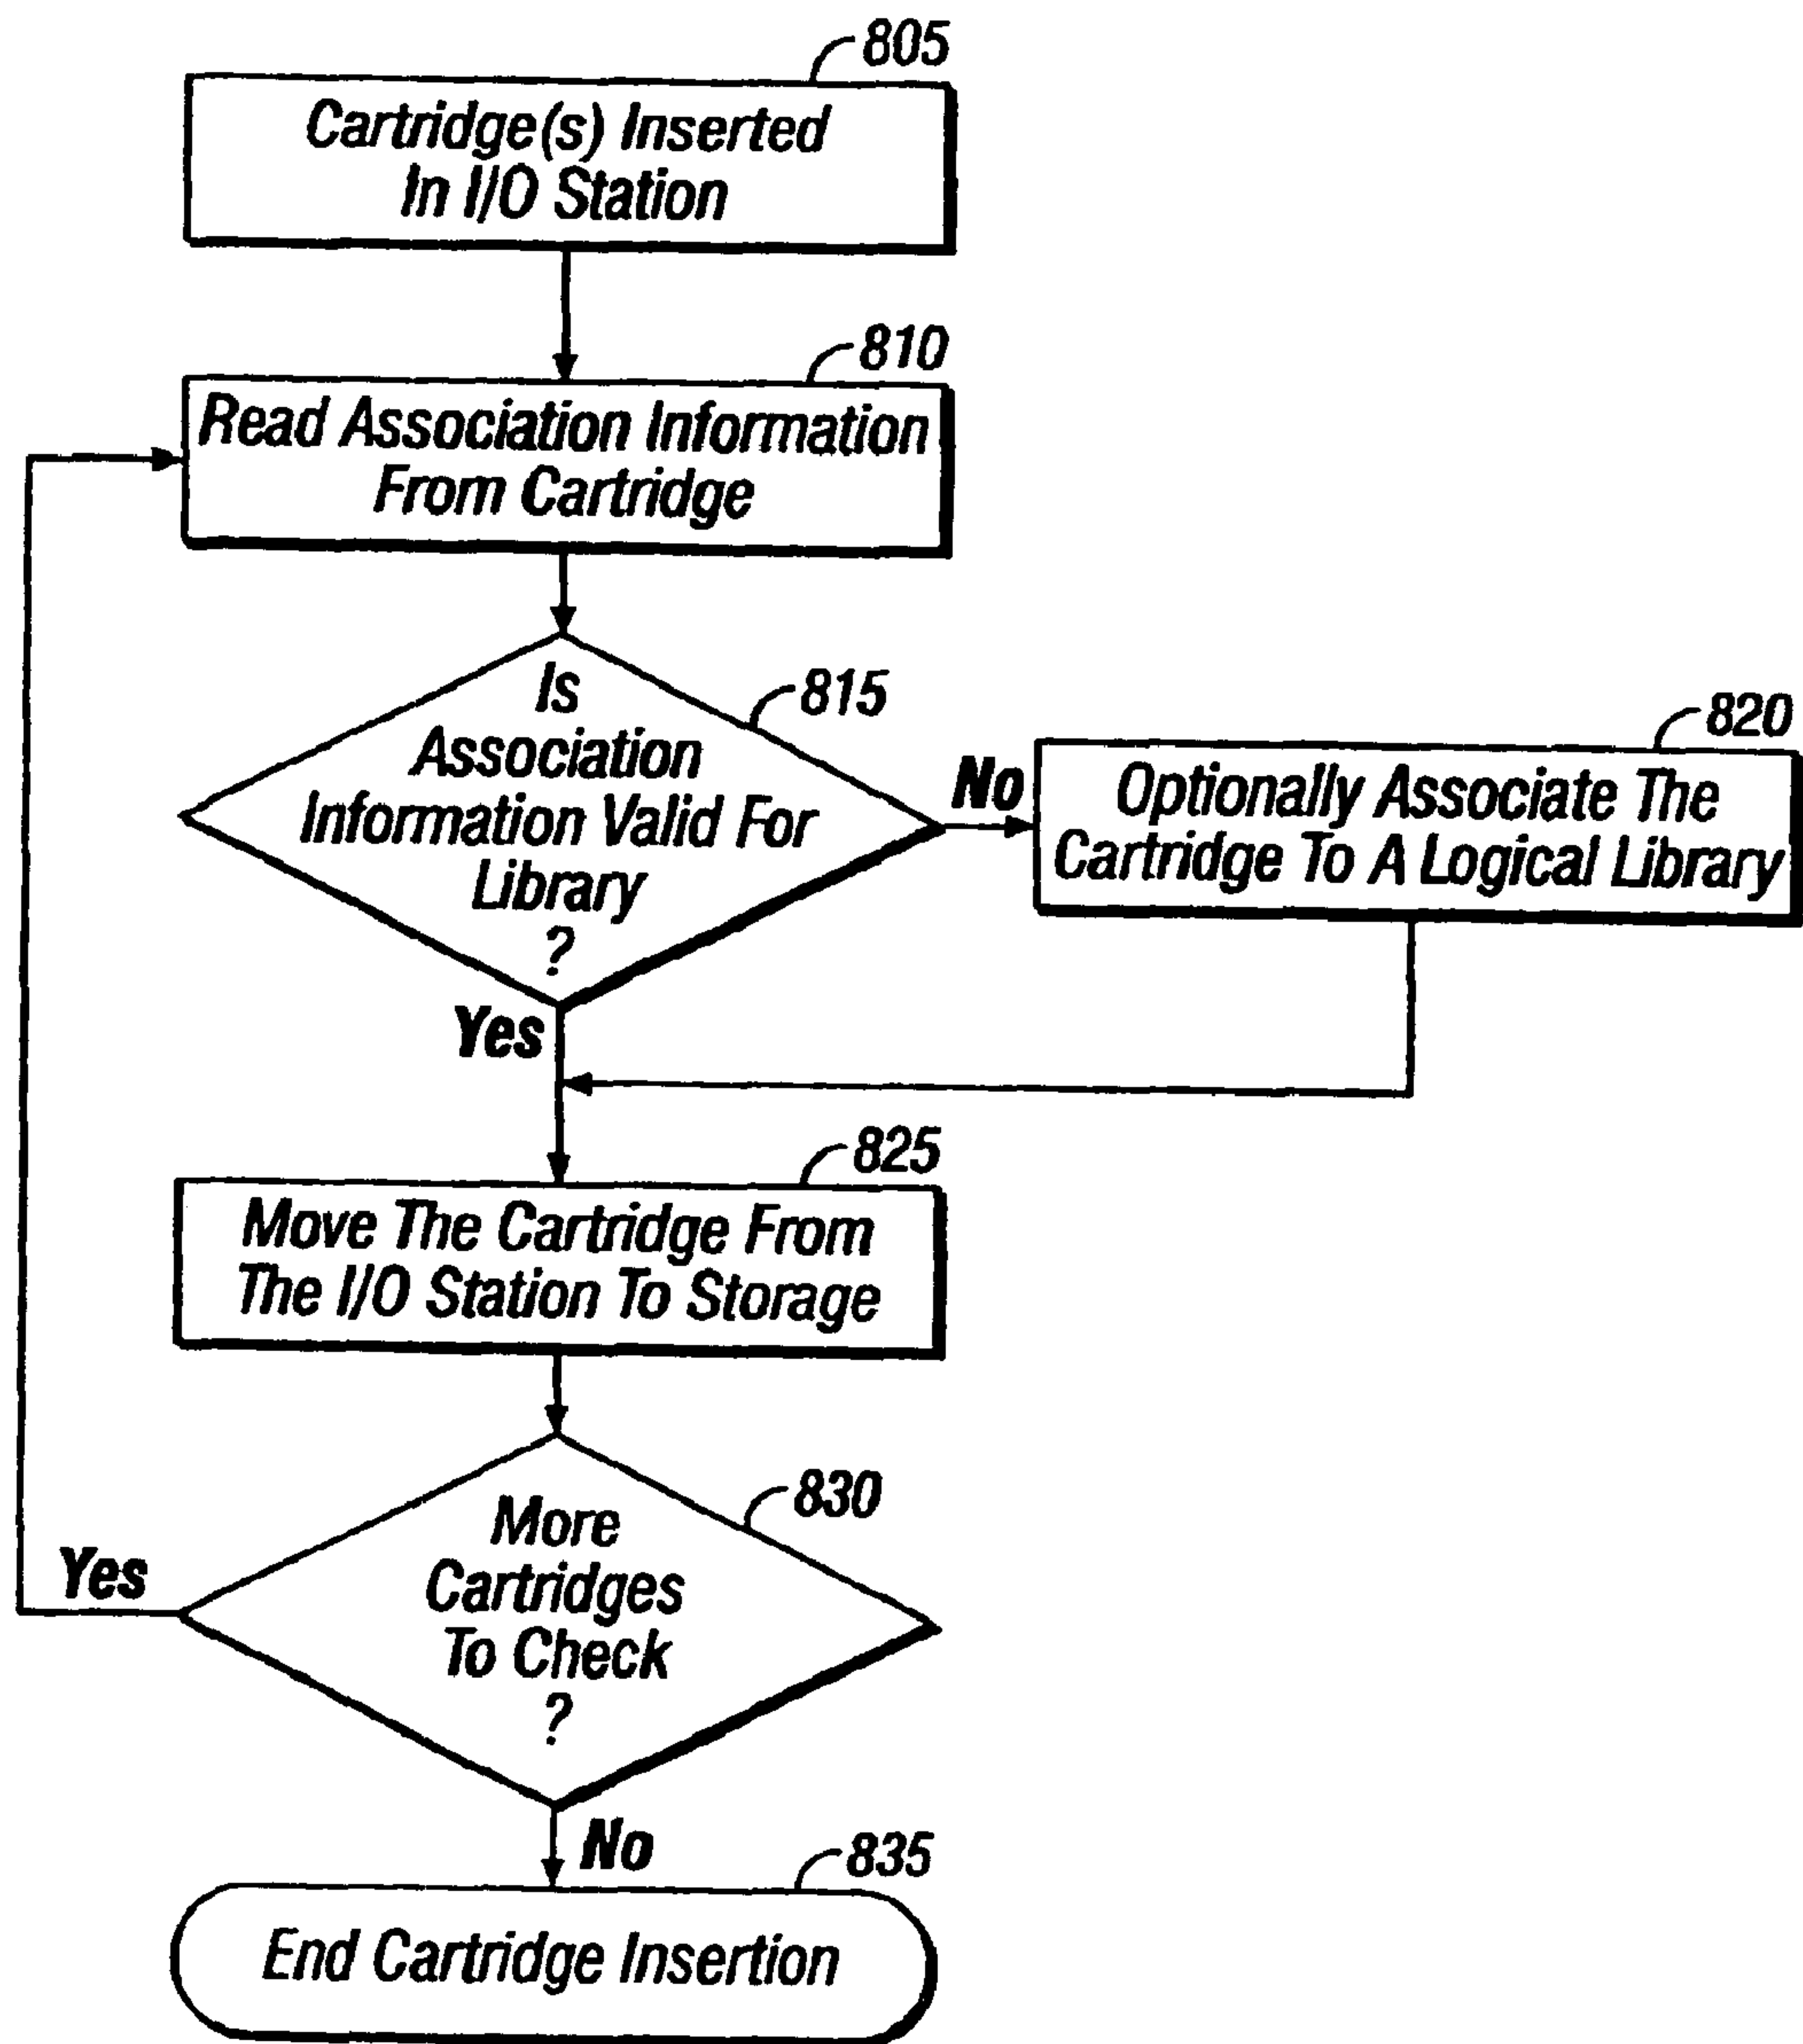 805
Cartridge(s) Inserted
In I/O Station
810
Read Association Information
From Cartridge
Is
Association
Information Valid For
Library
?
815
No
820
Optionally Associate The
Cartridge To A Logical Library
Yes
825
Move The Cartridge From
The I/O Station To Storage
830
More
Cartridges
To Check
?
Yes
No
835
End Cartridge Insertion